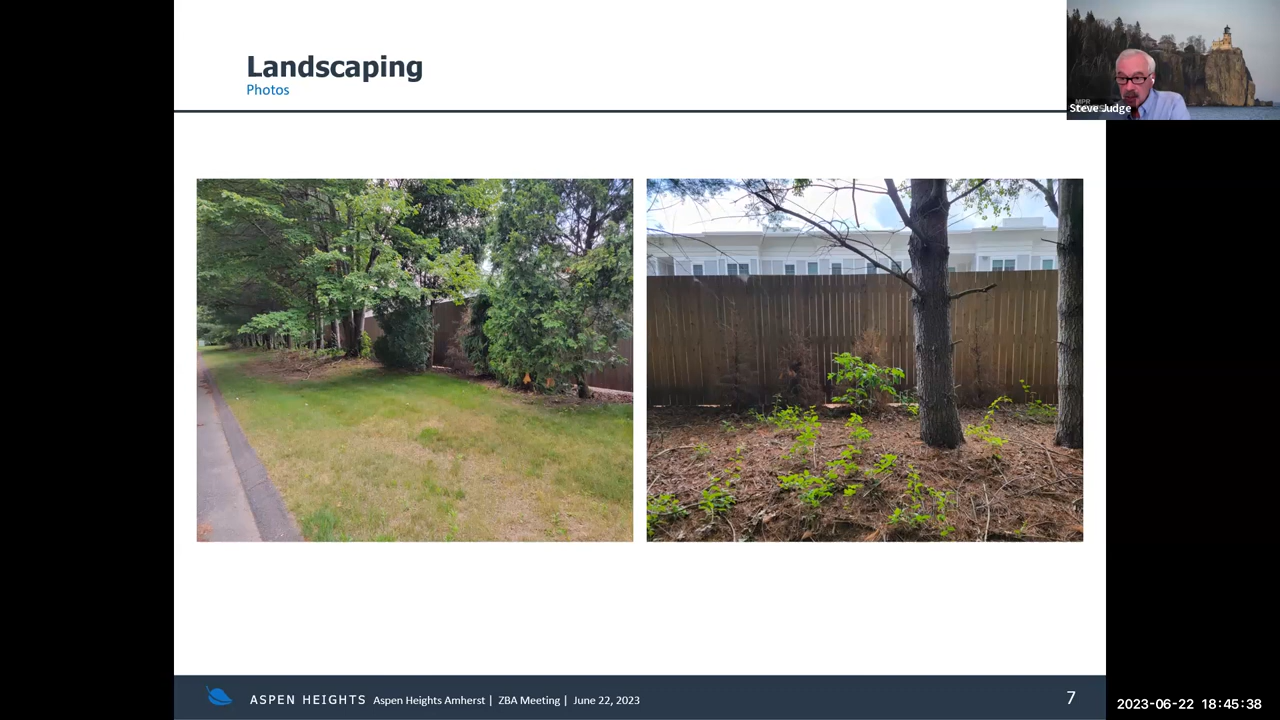 Landscaping
Photos
MPR
Steve Judge
ASPEN HEIGHTS Aspen Heights Amherst | ZBA Meeting | June 22, 2023
7
2023-06-22 18:45:38